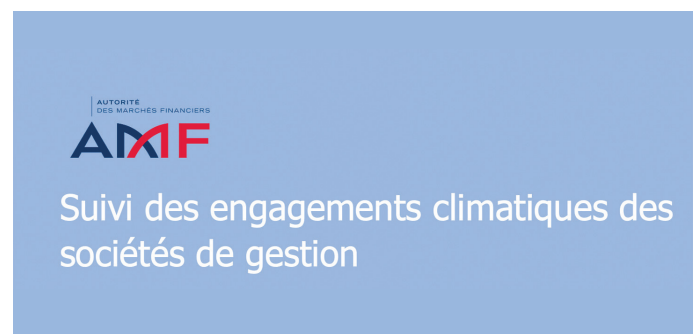 AUTORITÉ
DES MARCHÉS FINANCIERS
AMF
Suivi des engagements climatiques des
sociétés de gestion